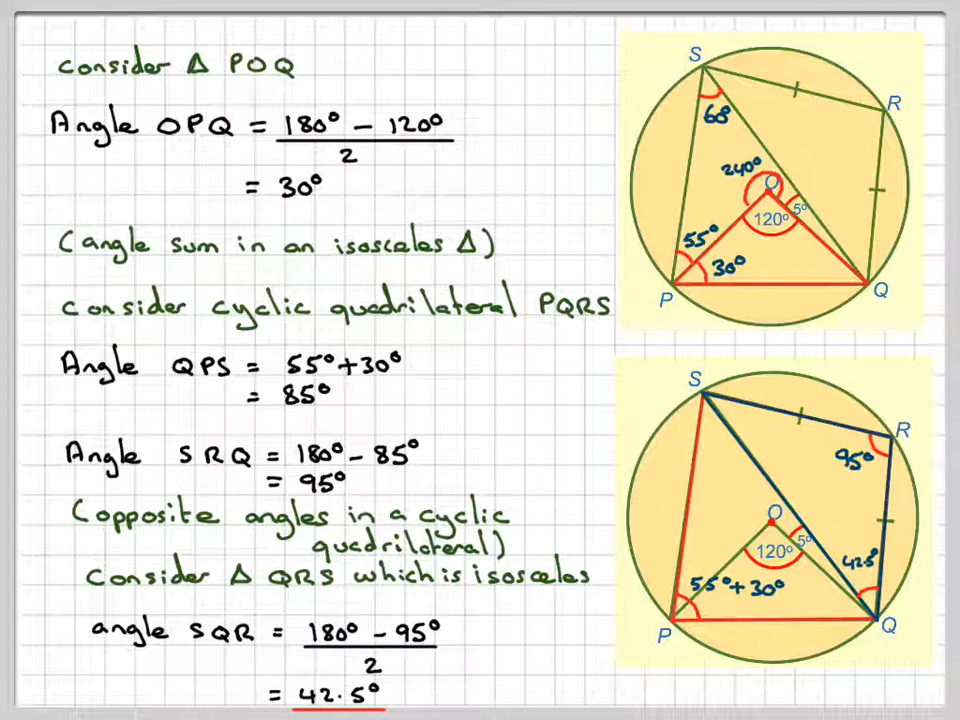 consider Δ POQ
Angle OPQ = 180° - 120°
2
= 30°
(angle sum in an isosceles Δ)
consider cyclic quadrilateral PQRS
Angle QPS = 55°+30°
= 85°
Angle SRQ = 180° - 85°
= 95°
(opposite angles in a cyclic
quadrilateral)
Consider Δ QRS which is isosceles
angle SQR = 180° - 95°
2
= 42.5°
S
R
60°
240°
O
5°
120°
55°
30°
P
Q
S
R
95°
O
5°
120°
42.5°
55°+30°
P
Q